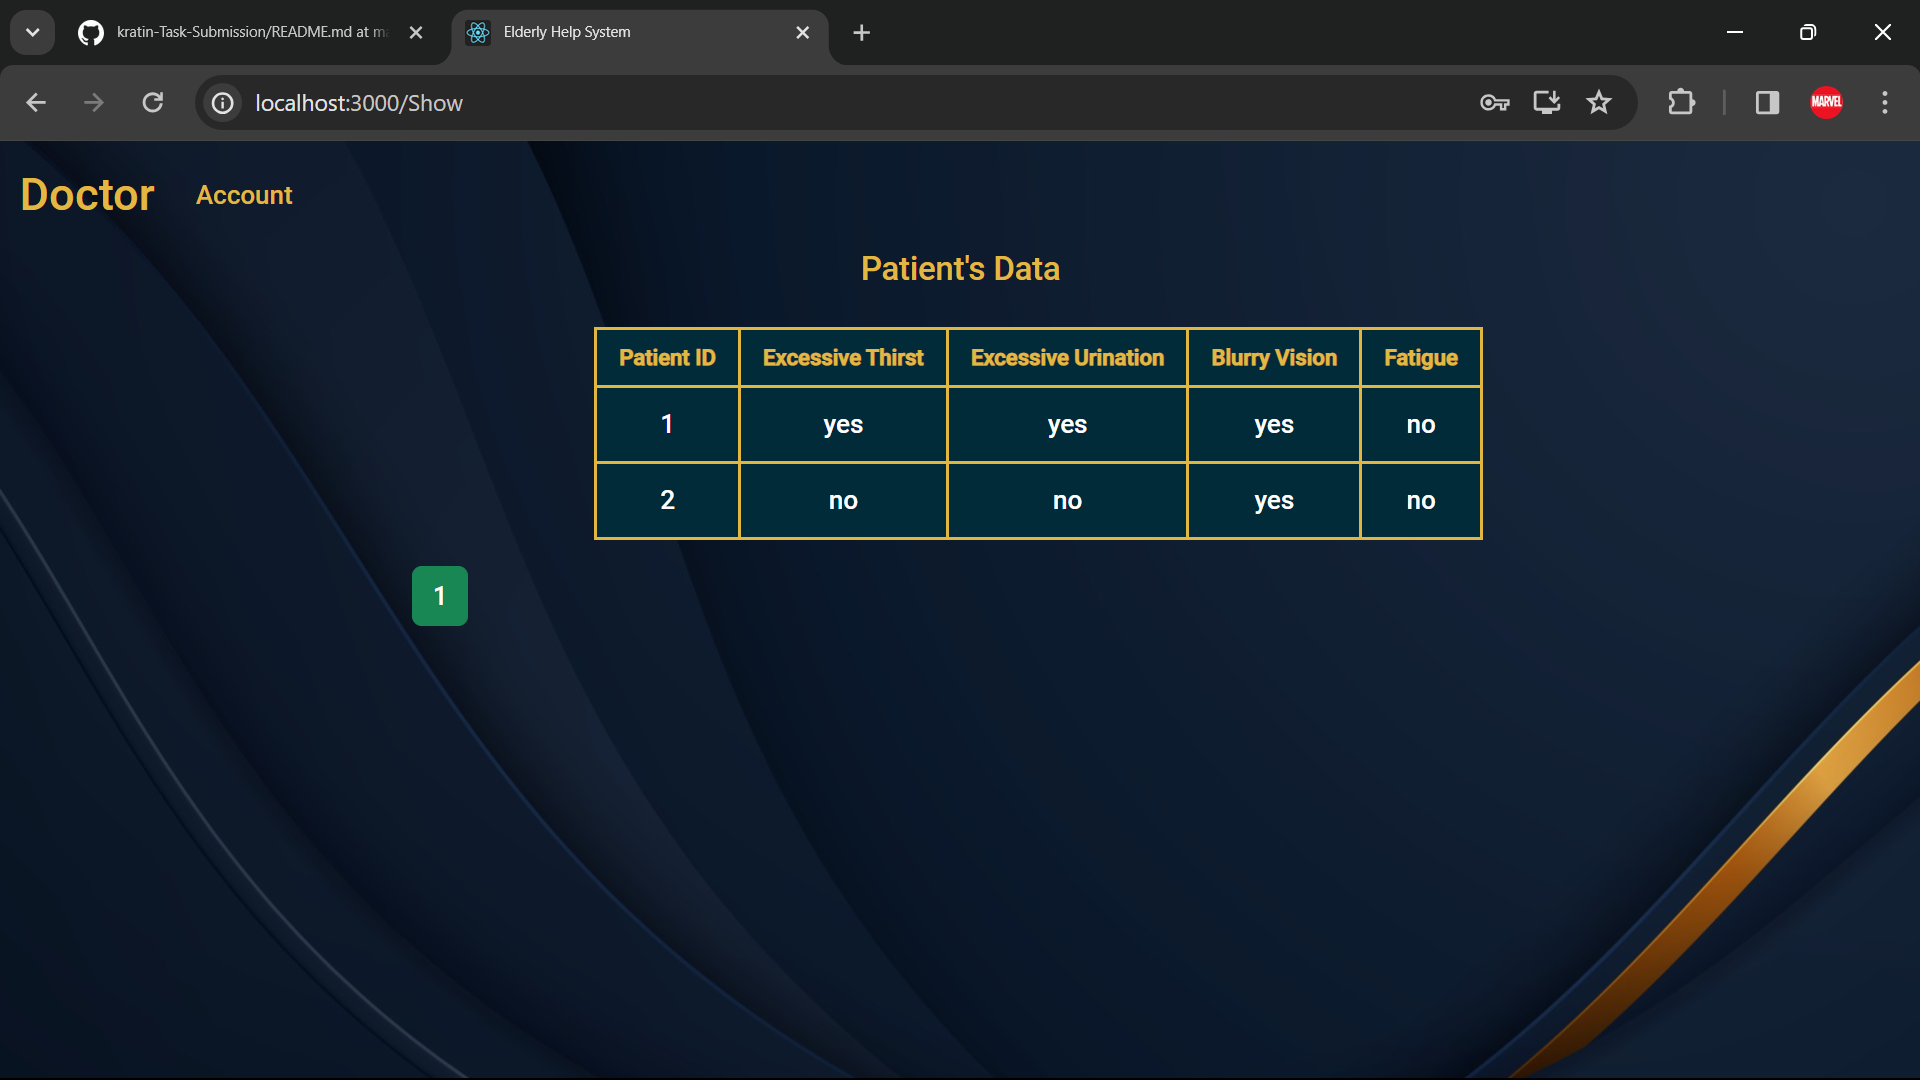 kratin-Task-Submission/README.md at ma
Elderly Help System
localhost:3000/Show
MARVEL
Doctor
Account
Patient's Data
Patient ID Excessive Thirst Excessive Urination Blurry Vision Fatigue
1 yes yes yes no
2 no no yes no
1